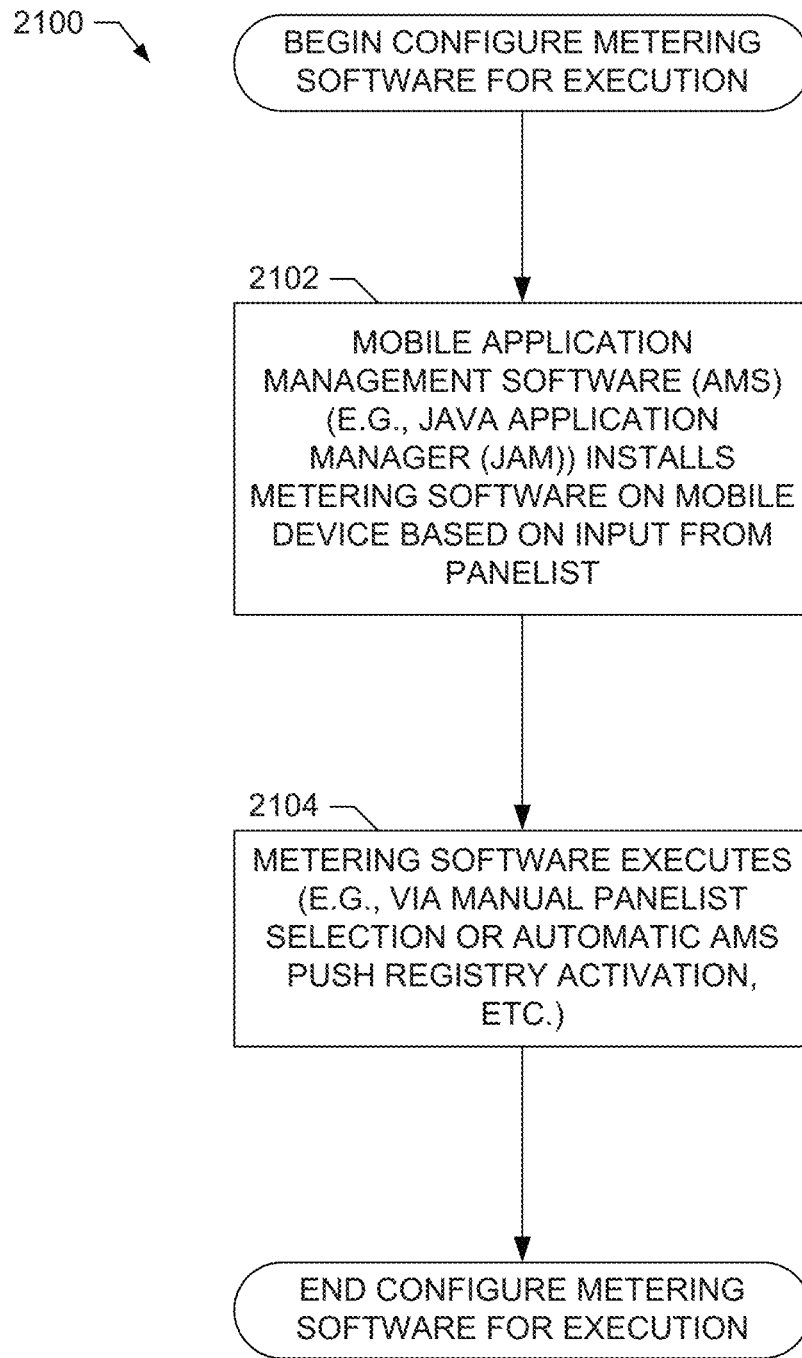 2100
BEGIN CONFIGURE METERING
SOFTWARE FOR EXECUTION
2102
MOBILE APPLICATION
MANAGEMENT SOFTWARE (AMS)
(E.G., JAVA APPLICATION
MANAGER (JAM)) INSTALLS
METERING SOFTWARE ON MOBILE
DEVICE BASED ON INPUT FROM
PANELIST
2104
METERING SOFTWARE EXECUTES
(E.G., VIA MANUAL PANELIST
SELECTION OR AUTOMATIC AMS
PUSH REGISTRY ACTIVATION,
ETC.)
END CONFIGURE METERING
SOFTWARE FOR EXECUTION